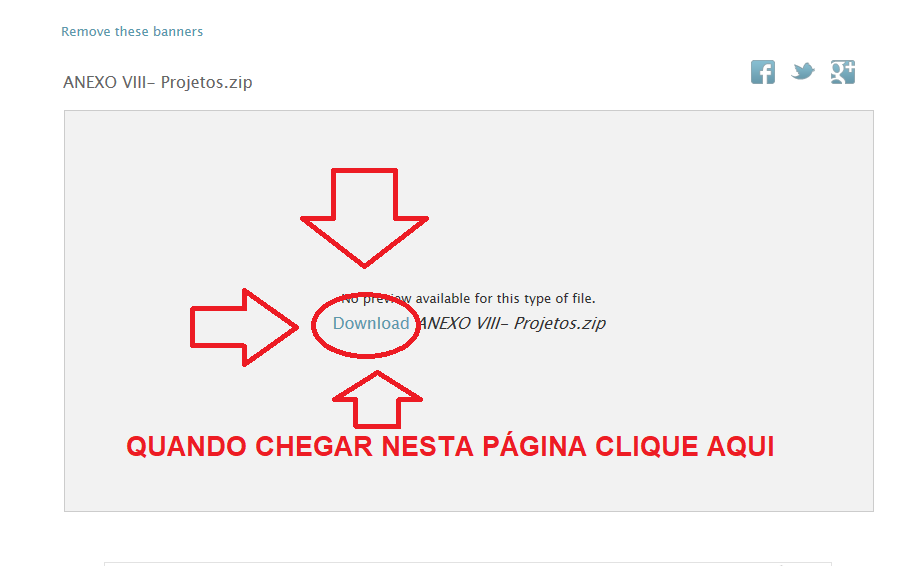 Remove these banners
ANEXO VIII– Projetos.zip
No preview available for this type of file.
Download ANEXO VIII– Projetos.zip
QUANDO CHEGAR NESTA PÁGINA CLIQUE AQUI